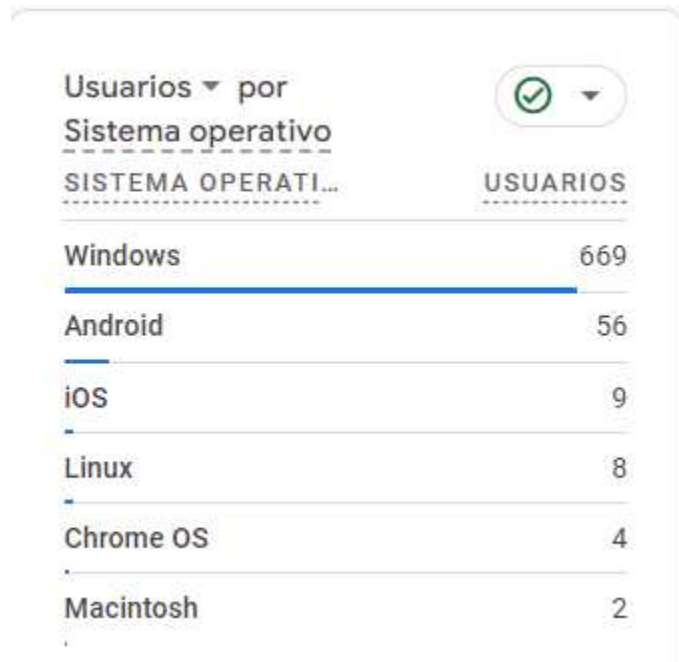 Usuarios por
Sistema operativo
SISTEMA OPERATI... USUARIOS
Windows 669
Android 56
iOS 9
Linux 8
Chrome OS 4
Macintosh 2